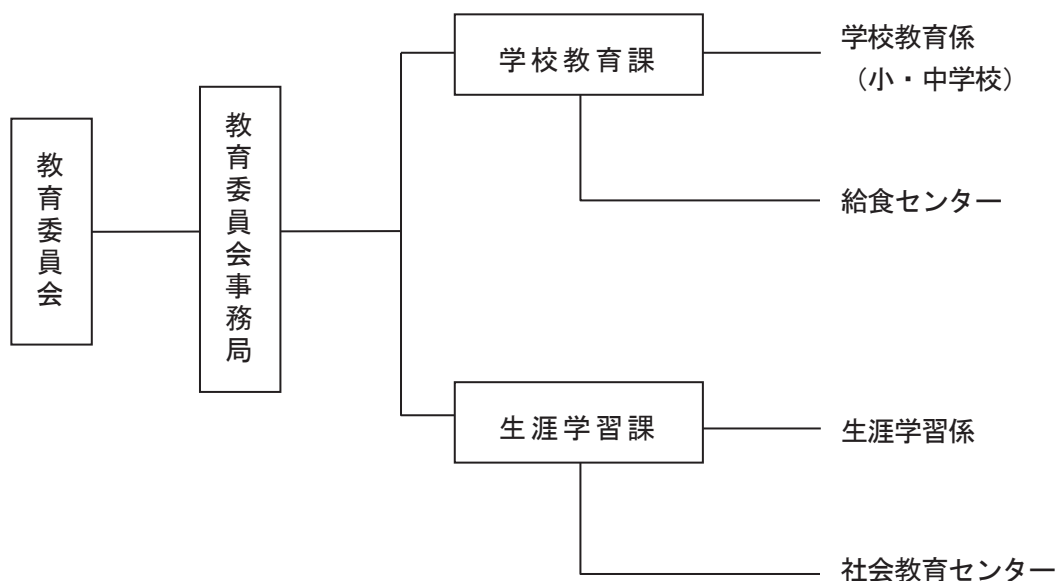 教育委員会
教育委員会事務局
学校教育課
学校教育係
（小・中学校）
給食センター
生涯学習課
生涯学習係
社会教育センター